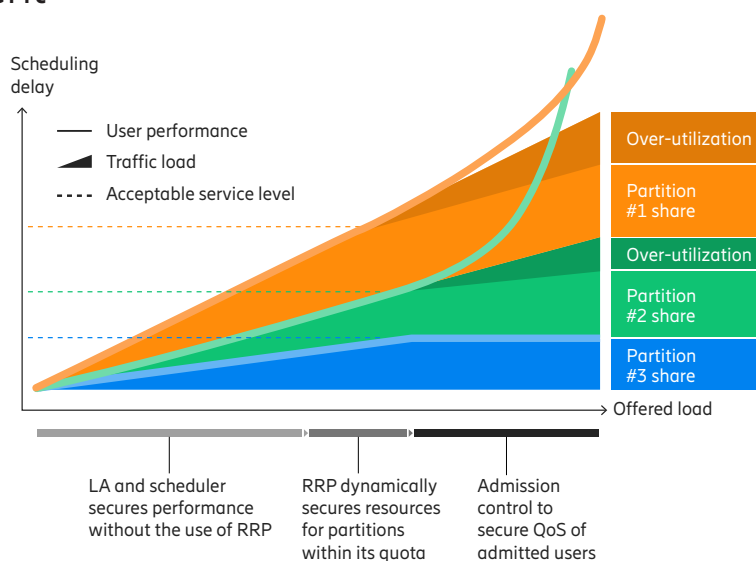 Scheduling
delay
User performance
Traffic load
Acceptable service level
Over-utilization
Partition
#1 share
Over-utilization
Partition
#2 share
Partition
#3 share
Offered load
LA and scheduler
secures performance
without the use of RRP
RRP dynamically
secures resources
for partitions
within its quota
Admission
control to
secure QoS of
admitted users